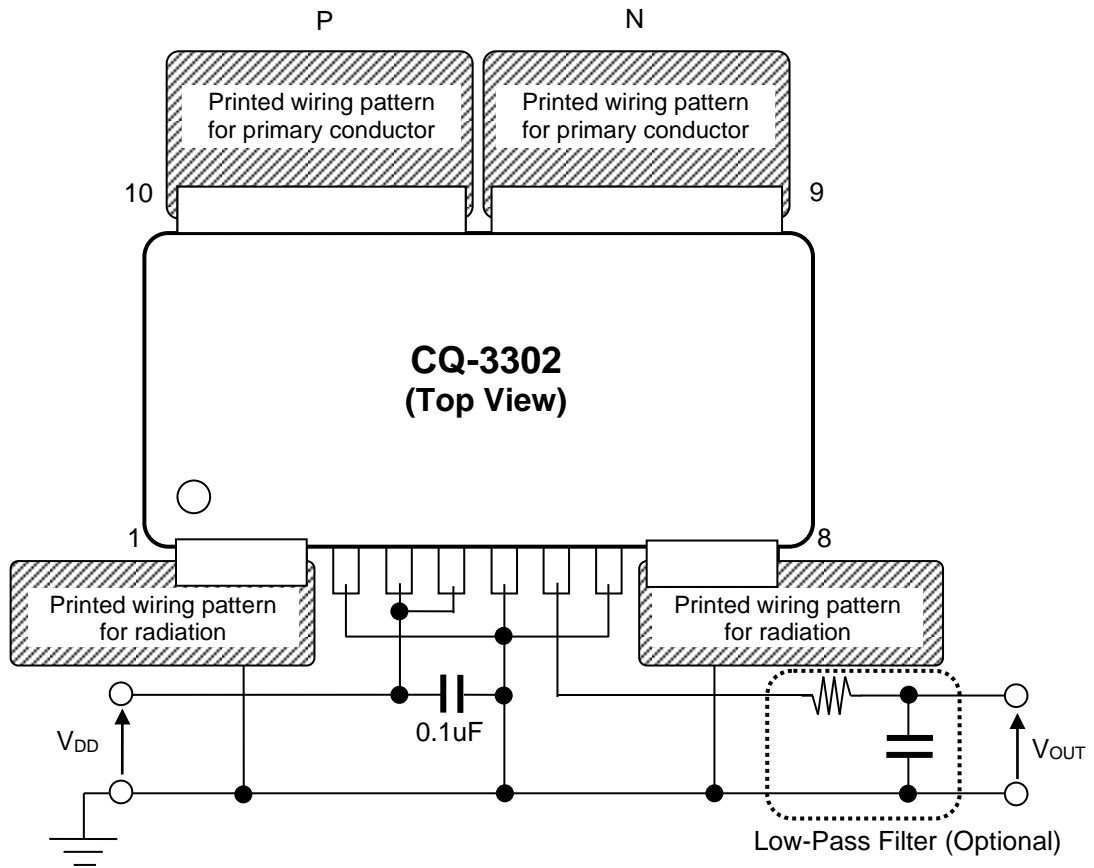 P
N
Printed wiring pattern
for primary conductor
Printed wiring pattern
for primary conductor
10
9
CQ-3302
(Top View)
1
8
Printed wiring pattern
for radiation
Printed wiring pattern
for radiation
0.1uF
VDD
VOUT
Low-Pass Filter (Optional)